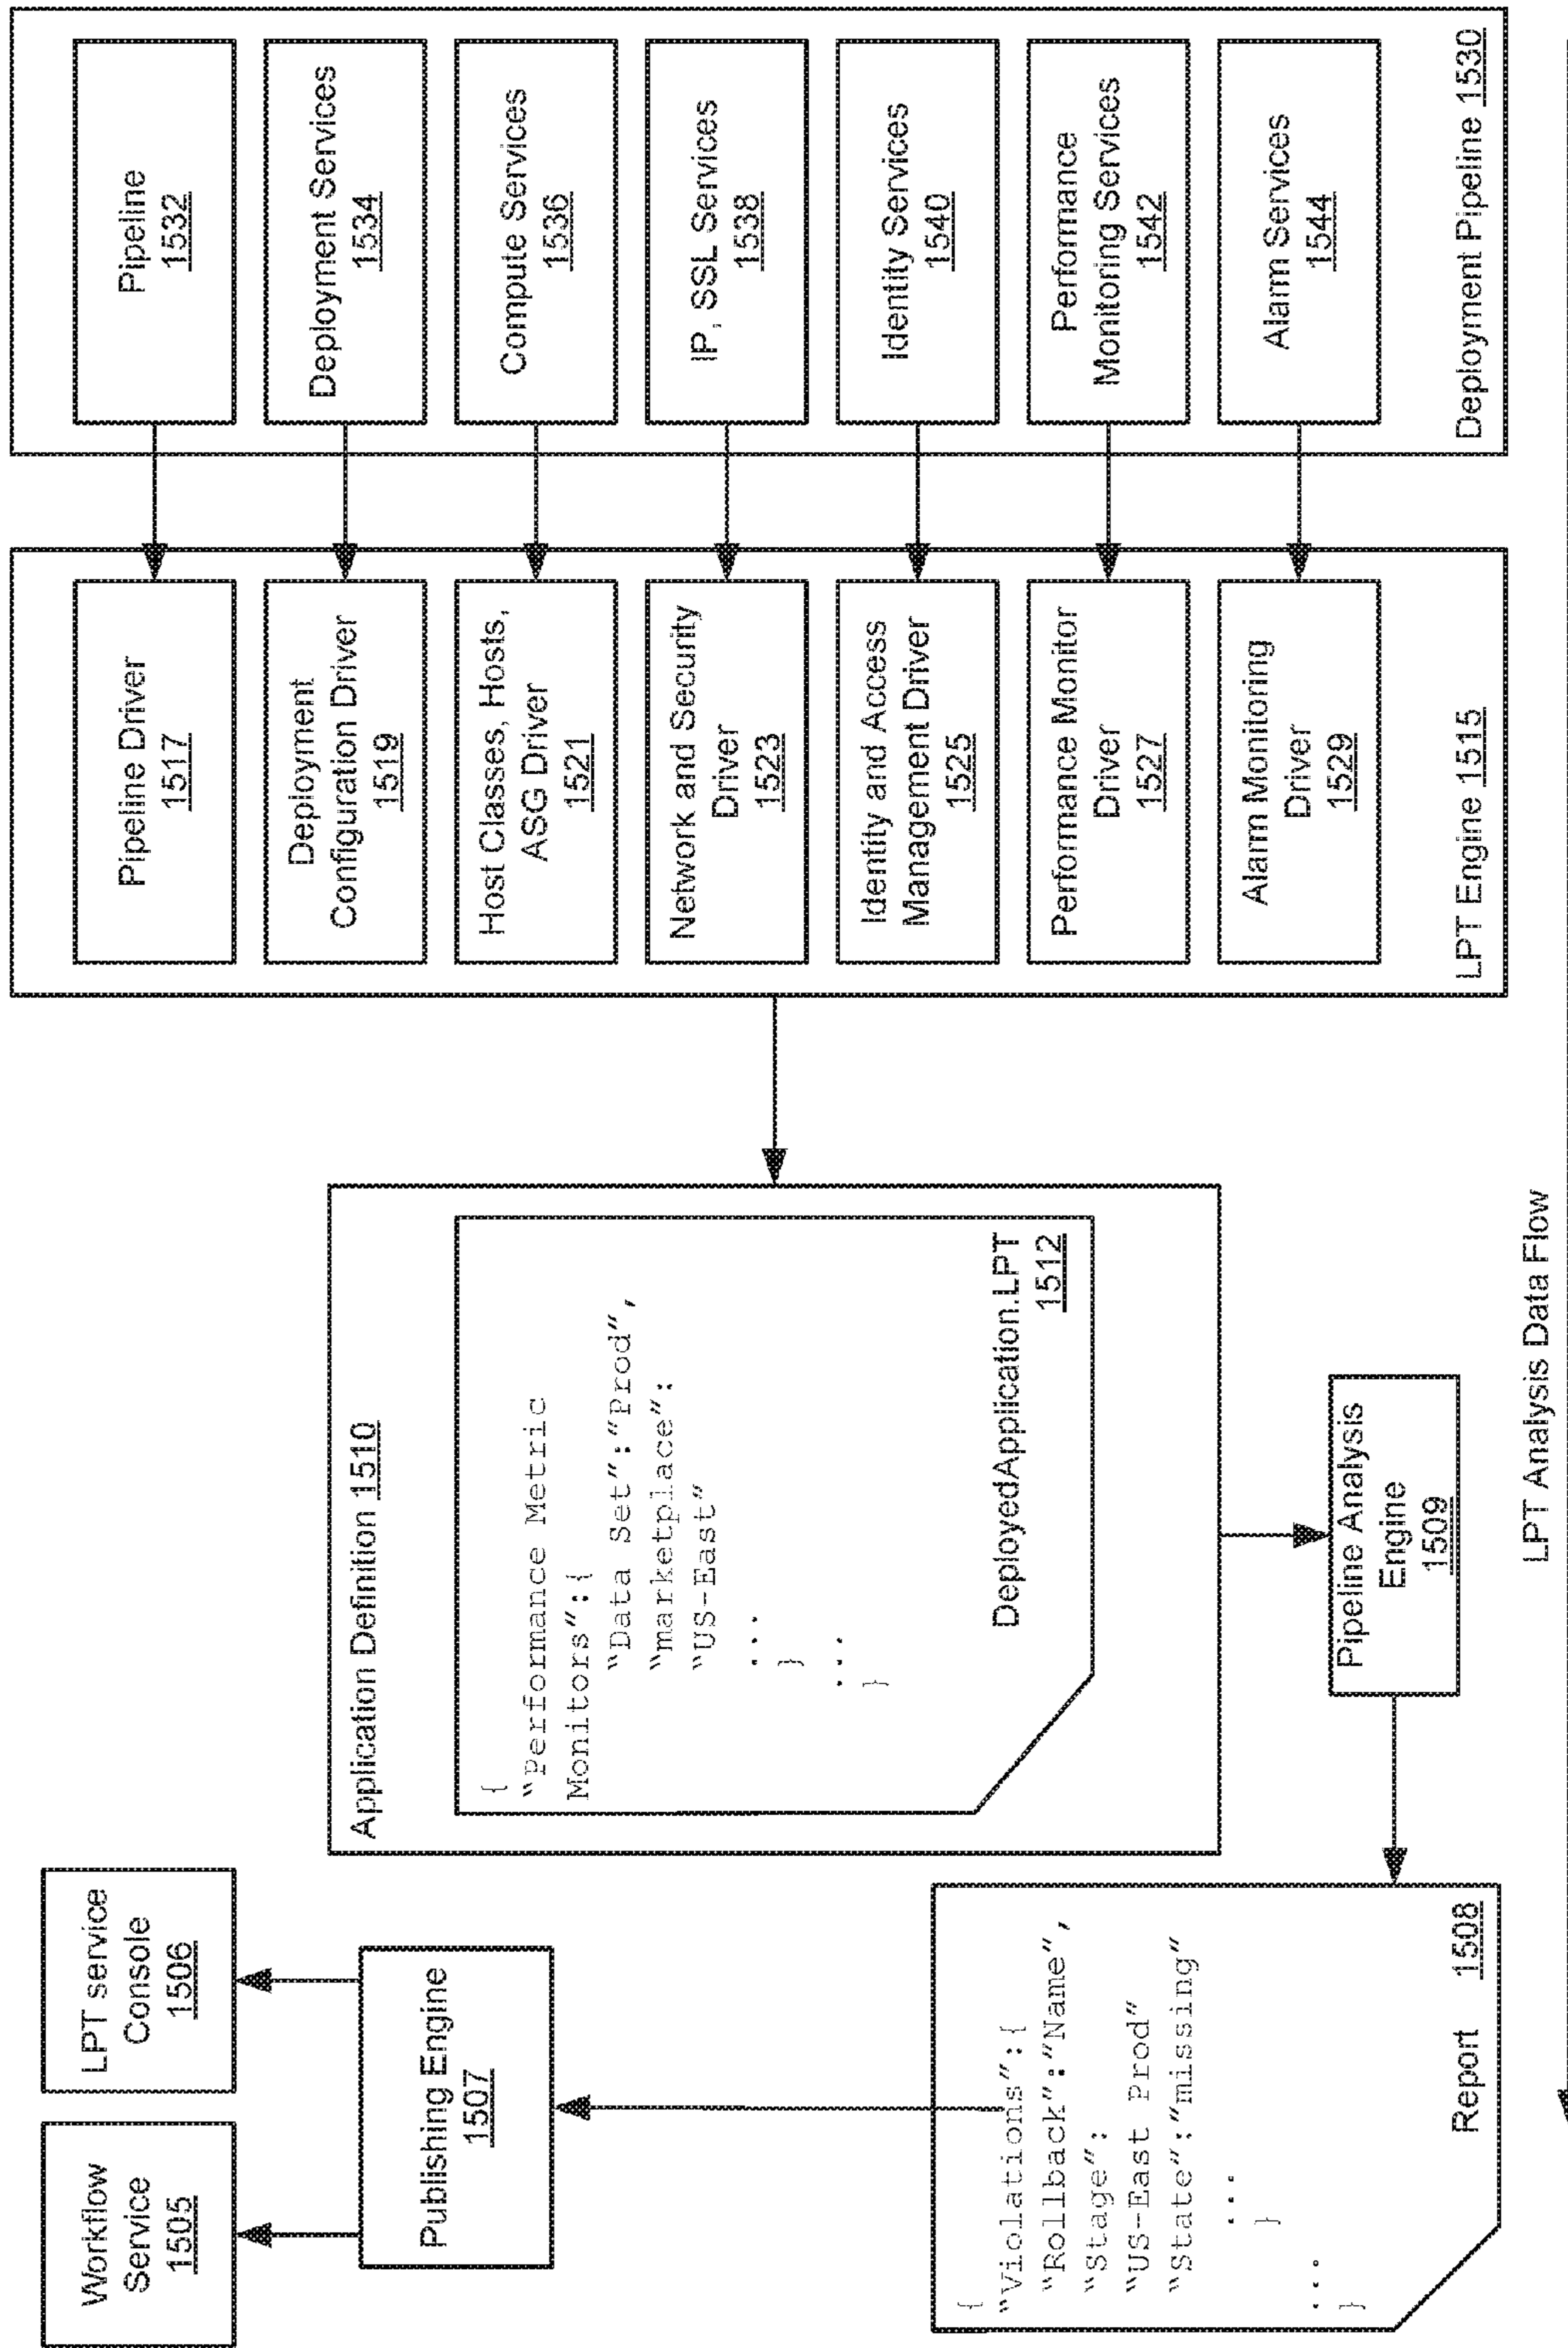 Workflow
Service
1505
LPT service
Console
1506
Publishing Engine
1507
{
"Violations":{
"Rollback":"Name",
"Stage":
"US-East Prod"
"State":"missing"
...
}
...
}
Report 1508
Application Definition 1510
{
"Performance Metric
Monitors":{
"Data Set":"Prod",
"marketplace":
"US-East"
...
}
...
}
DeployedApplication.LPT
1512
Pipeline Analysis
Engine
1509
Pipeline Driver
1517
Deployment
Configuration Driver
1519
Host Classes, Hosts,
ASG Driver
1521
Network and Security
Driver
1523
Identity and Access
Management Driver
1525
Performance Monitor
Driver
1527
Alarm Monitoring
Driver
1529
LPT Engine 1515
Pipeline
1532
Deployment Services
1534
Compute Services
1536
IP, SSL Services
1538
Identity Services
1540
Performance
Monitoring Services
1542
Alarm Services
1544
Deployment Pipeline 1530
LPT Analysis Data Flow